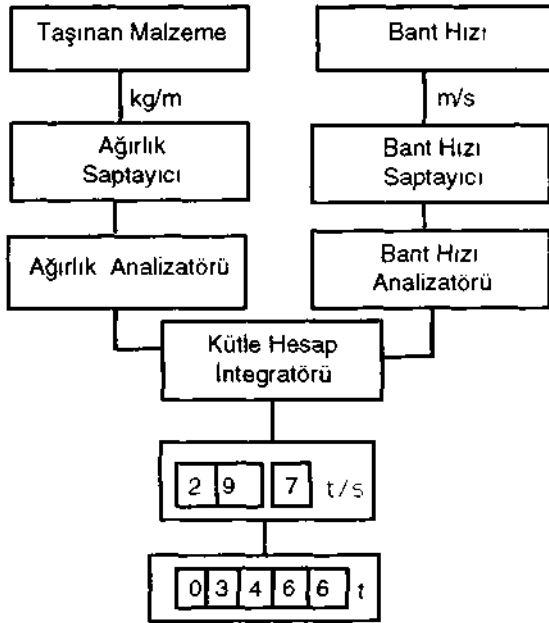 Taşınan Malzeme
Bant Hızı
kg/m
m/s
Ağırlık
Saptayıcı
Bant Hızı
Saptayıcı
Ağırlık Analizatörü
Bant Hızı
Analizatörü
Kütle Hesap
İntegratörü
2 9 7 t/s
0 3 4 6 6 t